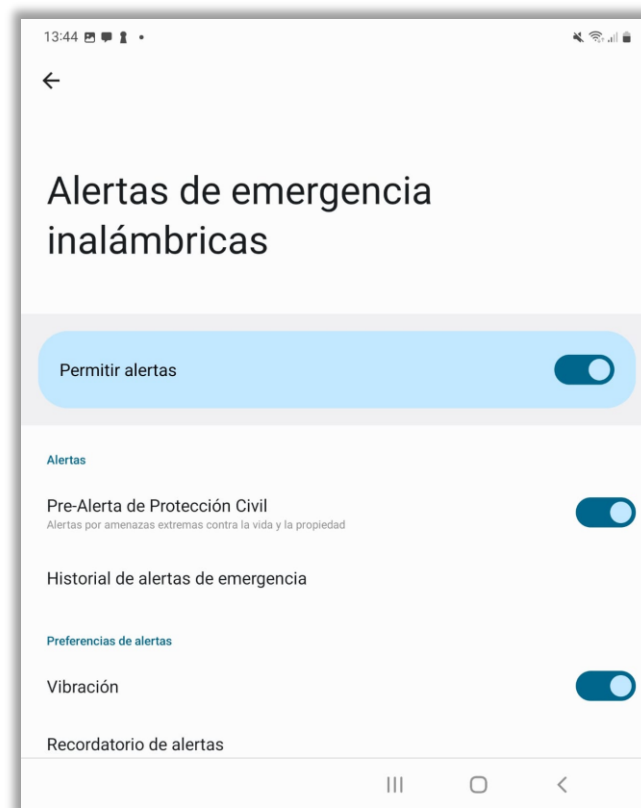 13:44
Alertas de emergencia
inalámbricas
Permitir alertas
Alertas
Pre-Alerta de Protección Civil
Alertas por amenazas extremas contra la vida y la propiedad
Historial de alertas de emergencia
Preferencias de alertas
Vibración
Recordatorio de alertas